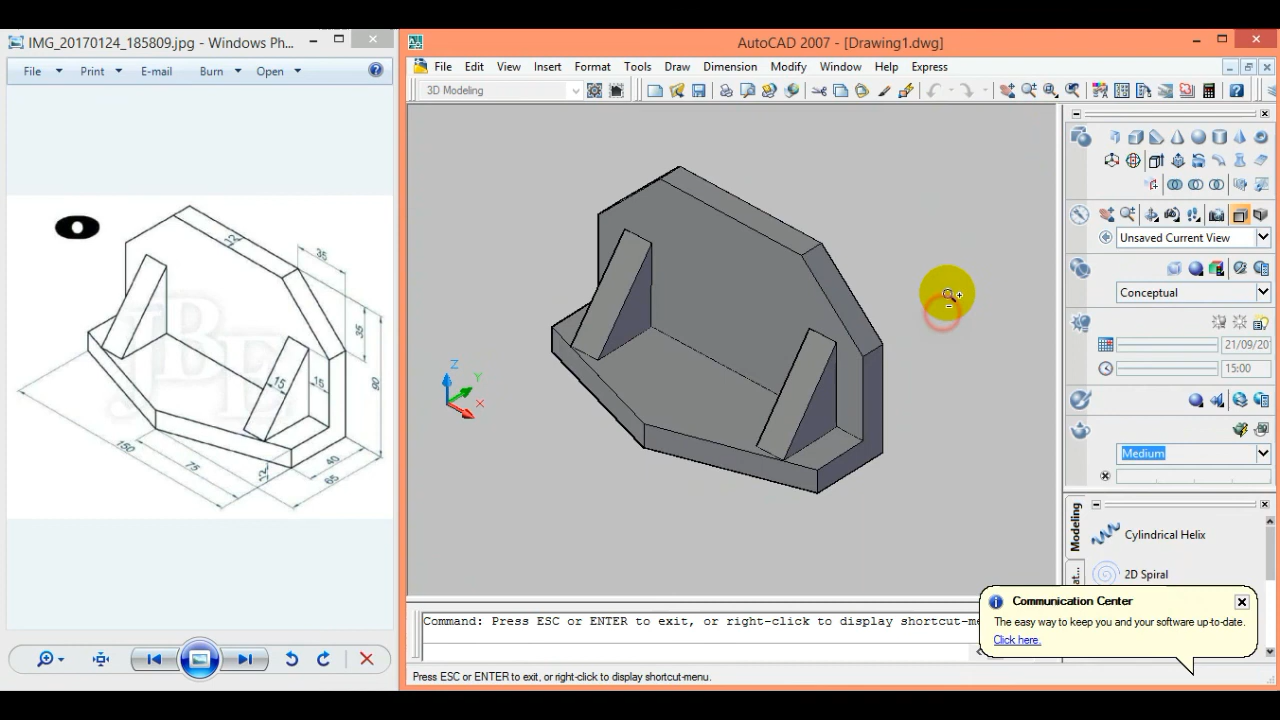 IMG_20170124_185809.jpg - Windows Ph...
File Print E-mail Burn Open
12
35
35
90
15
15
JBE
150
75
12
40
65
AutoCAD 2007 - [Drawing1.dwg]
File Edit View Insert Format Tools Draw Dimension Modify Window Help Express
3D Modeling
Unsaved Current View
Conceptual
21/09/20
15:00
Medium
Z
Y
X
Modeling
Cylindrical Helix
2D Spiral
Communication Center
The easy way to keep you and your software up-to-date.
Click here.
Command: Press ESC or ENTER to exit, or right-click to display shortcut-me
Press ESC or ENTER to exit, or right-click to display shortcut-menu.